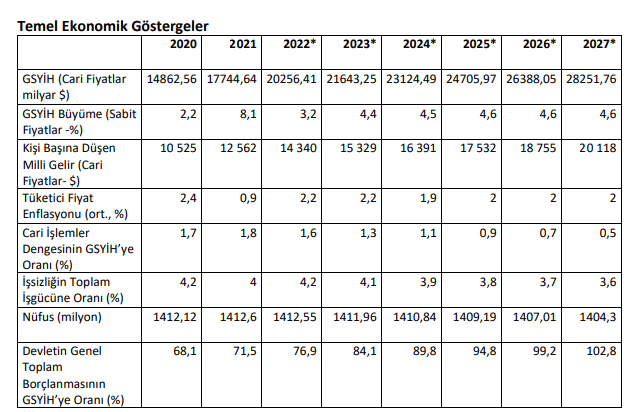 Temel Ekonomik Göstergeler
2020 2021 2022* 2023* 2024* 2025* 2026* 2027*
GSYİH (Cari Fiyatlar 14862,56 17744,64 20256,41 21643,25 23124,49 24705,97 26388,05 28251,76
milyar $)
GSYİH Büyüme (Sabit 2,2 8,1 3,2 4,4 4,5 4,6 4,6 4,6
Fiyatlar -%)
Kişi Başına Düşen 10 525 12 562 14 340 15 329 16 391 17 532 18 755 20 118
Milli Gelir (Cari
Fiyatlar- $)
Tüketici Fiyat 2,4 0,9 2,2 2,2 1,9 2 2 2
Enflasyonu (ort., %)
Cari İşlemler 1,7 1,8 1,6 1,3 1,1 0,9 0,7 0,5
Dengesinin GSYİH’ye
Oranı (%)
İşsizliğin Toplam 4,2 4 4,2 4,1 3,9 3,8 3,7 3,6
İşgücüne Oranı (%)
Nüfus (milyon) 1412,12 1412,6 1412,55 1411,96 1410,84 1409,19 1407,01 1404,3
Devletin Genel 68,1 71,5 76,9 84,1 89,8 94,8 99,2 102,8
Toplam
Borçlanmasının
GSYİH’ye Oranı (%)